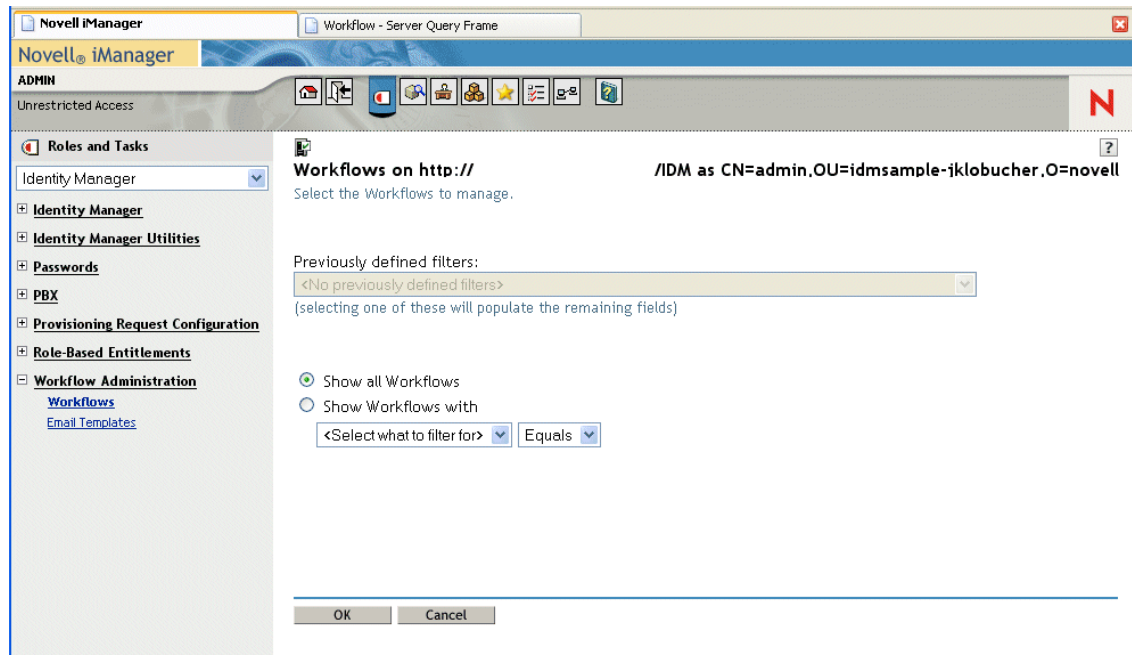 Novell iManager
Workflow - Server Query Frame
Novell® iManager
ADMIN
Unrestricted Access
N
Roles and Tasks
Identity Manager
Identity Manager
Identity Manager Utilities
Passwords
PBX
Provisioning Request Configuration
Role-Based Entitlements
Workflow Administration
Workflows
Email Templates
?
Workflows on http:// /IDM as CN=admin,OU=idmsample-jklobucher,O=novell
Select the Workflows to manage.
Previously defined filters:
<No previously defined filters>
(selecting one of these will populate the remaining fields)
Show all Workflows
Show Workflows with
<Select what to filter for> Equals
OK Cancel